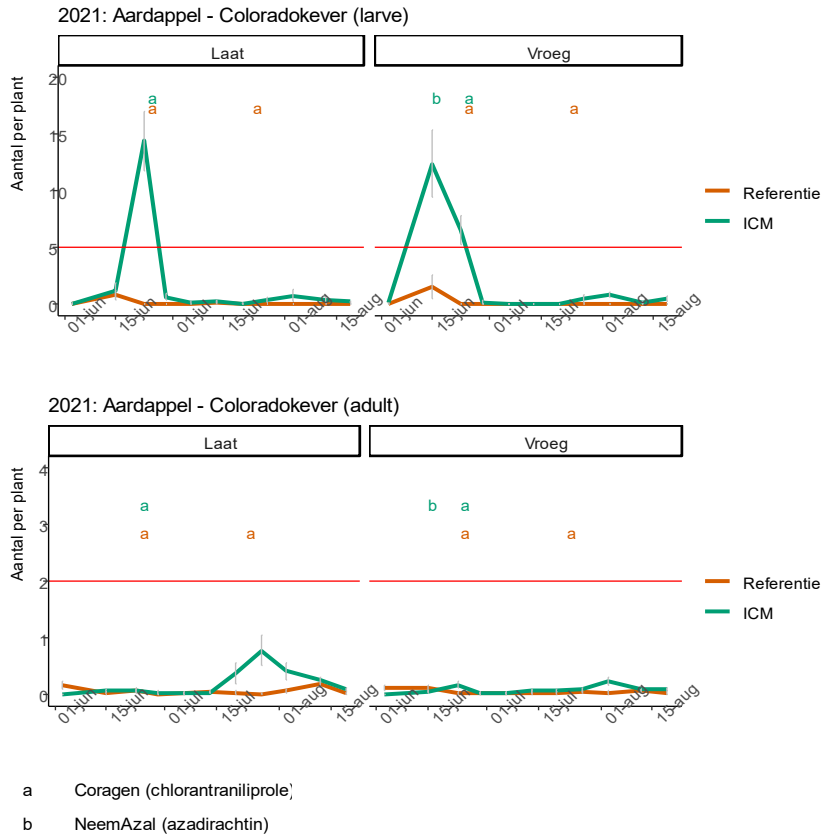 2021: Aardappel - Coloradokever (larve)
Laat
Vroeg
Aantal per plant
20
15
10
5
0
a
a
a
b
a
a
a
01-jun
15-jun
01-jul
15-jul
01-aug
15-aug
01-jun
15-jun
01-jul
15-jul
01-aug
15-aug
Referentie
ICM
2021: Aardappel - Coloradokever (adult)
Laat
Vroeg
Aantal per plant
4
3
2
1
0
a
a
a
b
a
a
a
01-jun
15-jun
01-jul
15-jul
01-aug
15-aug
01-jun
15-jun
01-jul
15-jul
01-aug
15-aug
Referentie
ICM
a Coragen (chlorantraniliprole)
b NeemAzal (azadirachtin)